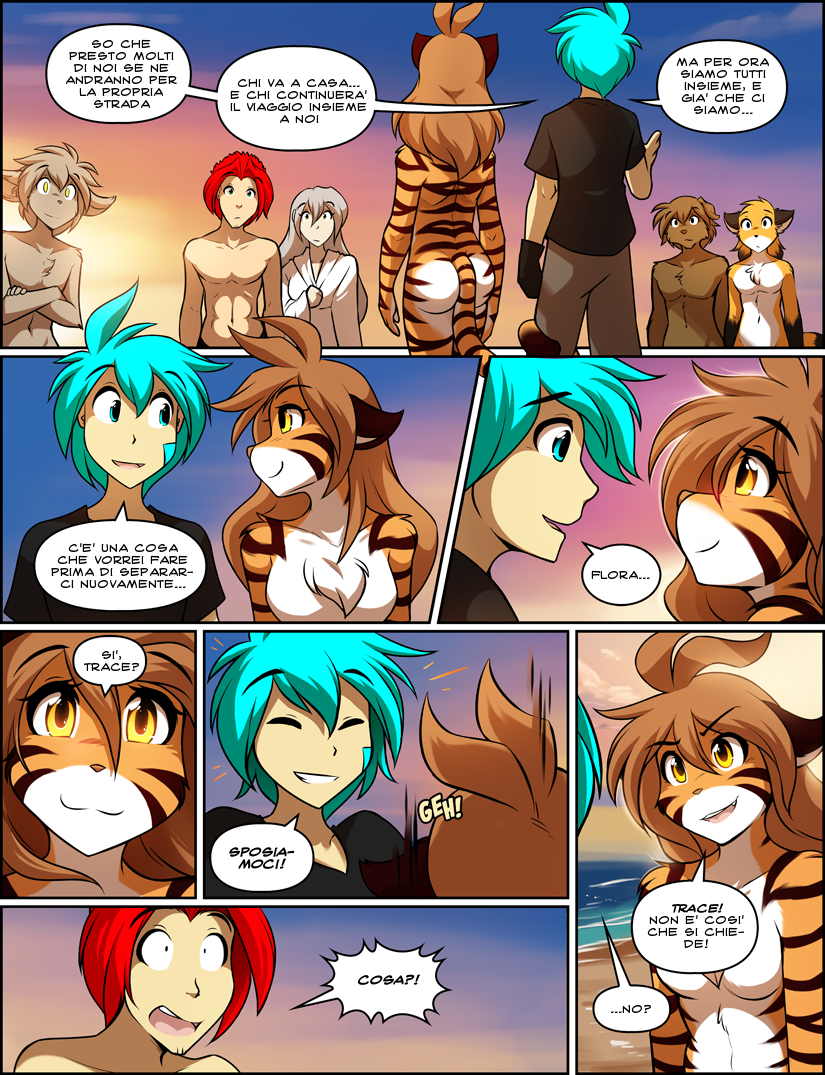 SO CHE
PRESTO MOLTI
DI NOI SE NE
ANDRANNO PER
LA PROPRIA
STRADA
CHI VA A CASA...
E CHI CONTINUERA'
IL VIAGGIO INSIEME
A NOI
MA PER ORA
SIAMO TUTTI
INSIEME, E
GIA' CHE CI
SIAMO...
C'E' UNA COSA
CHE VORREI FARE
PRIMA DI SEPARAR-
CI NUOVAMENTE...
FLORA...
SI',
TRACE?
SPOSIA-
MOCI!
GEH!
TRACE!
NON E' COSI'
CHE SI CHIE-
DE!
...NO?
COSA?!